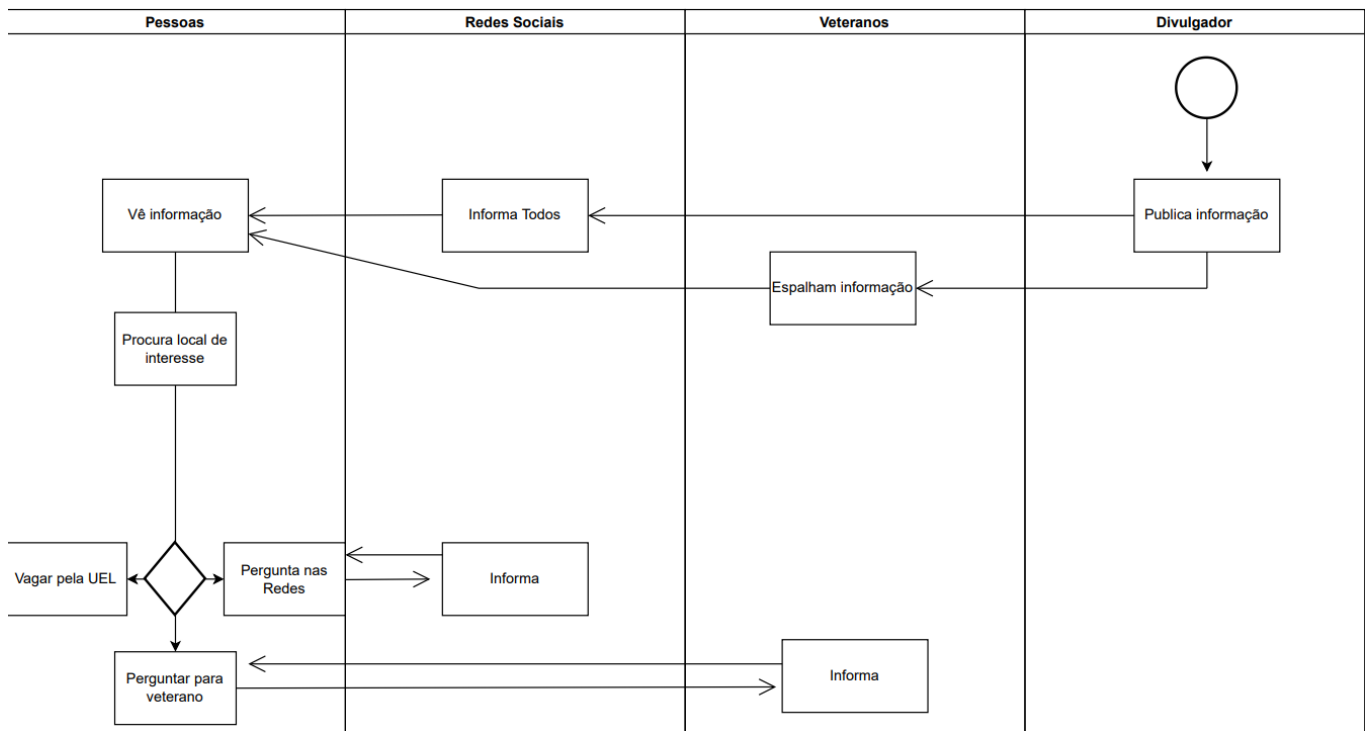 Pessoas
Redes Sociais
Veteranos
Divulgador
Vê informação
Informa Todos
Publica informação
Espalham informação
Procura local de
interesse
Vagar pela UEL
Pergunta nas
Redes
Informa
Perguntar para
veterano
Informa